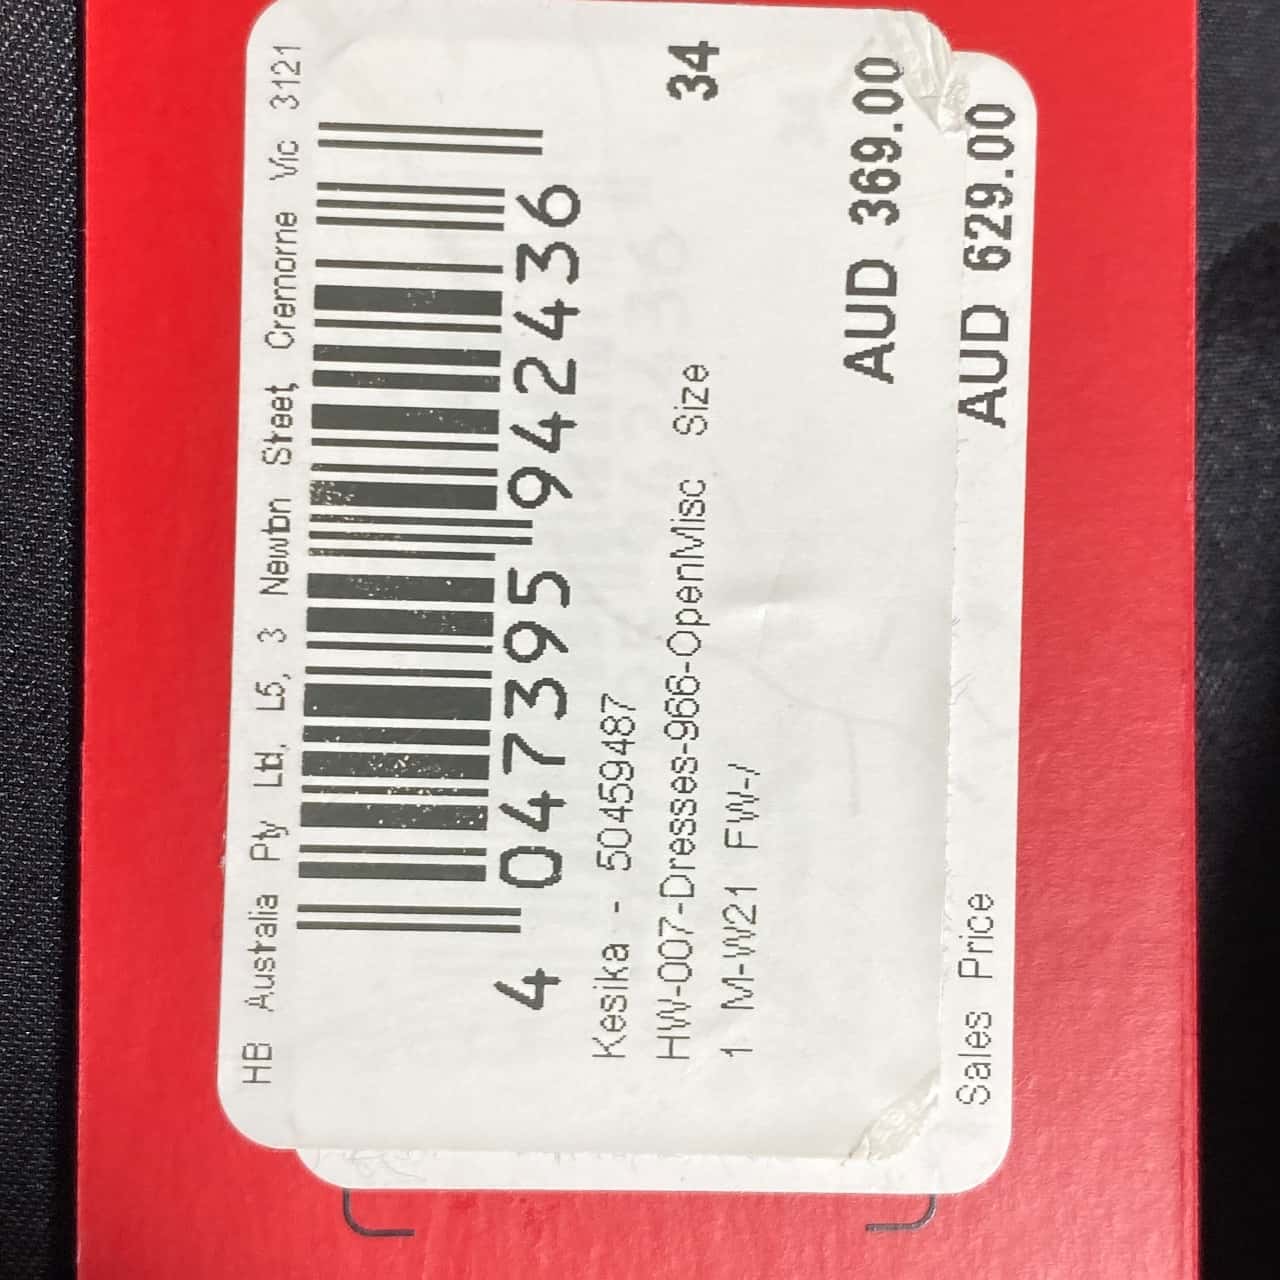 HB Australia Pty Ltd, L5, 3 Newton Street, Cremorne Vic 3121
4 047395 942436
Kesika - 50459487
HW-007-Dresses-966-OpenMisc Size 34
1 M-W21 FW-/
AUD 369.00
Sales Price AUD 629.00